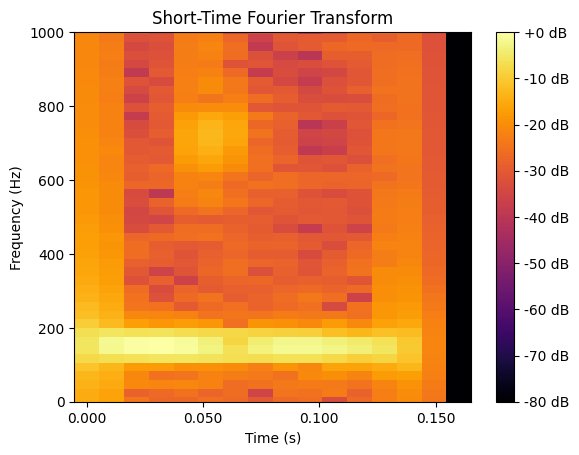 Short-Time Fourier Transform
1000
800
600
400
200
0
Frequency (Hz)
0.000
0.050
0.100
0.150
Time (s)
+0 dB
-10 dB
-20 dB
-30 dB
-40 dB
-50 dB
-60 dB
-70 dB
-80 dB